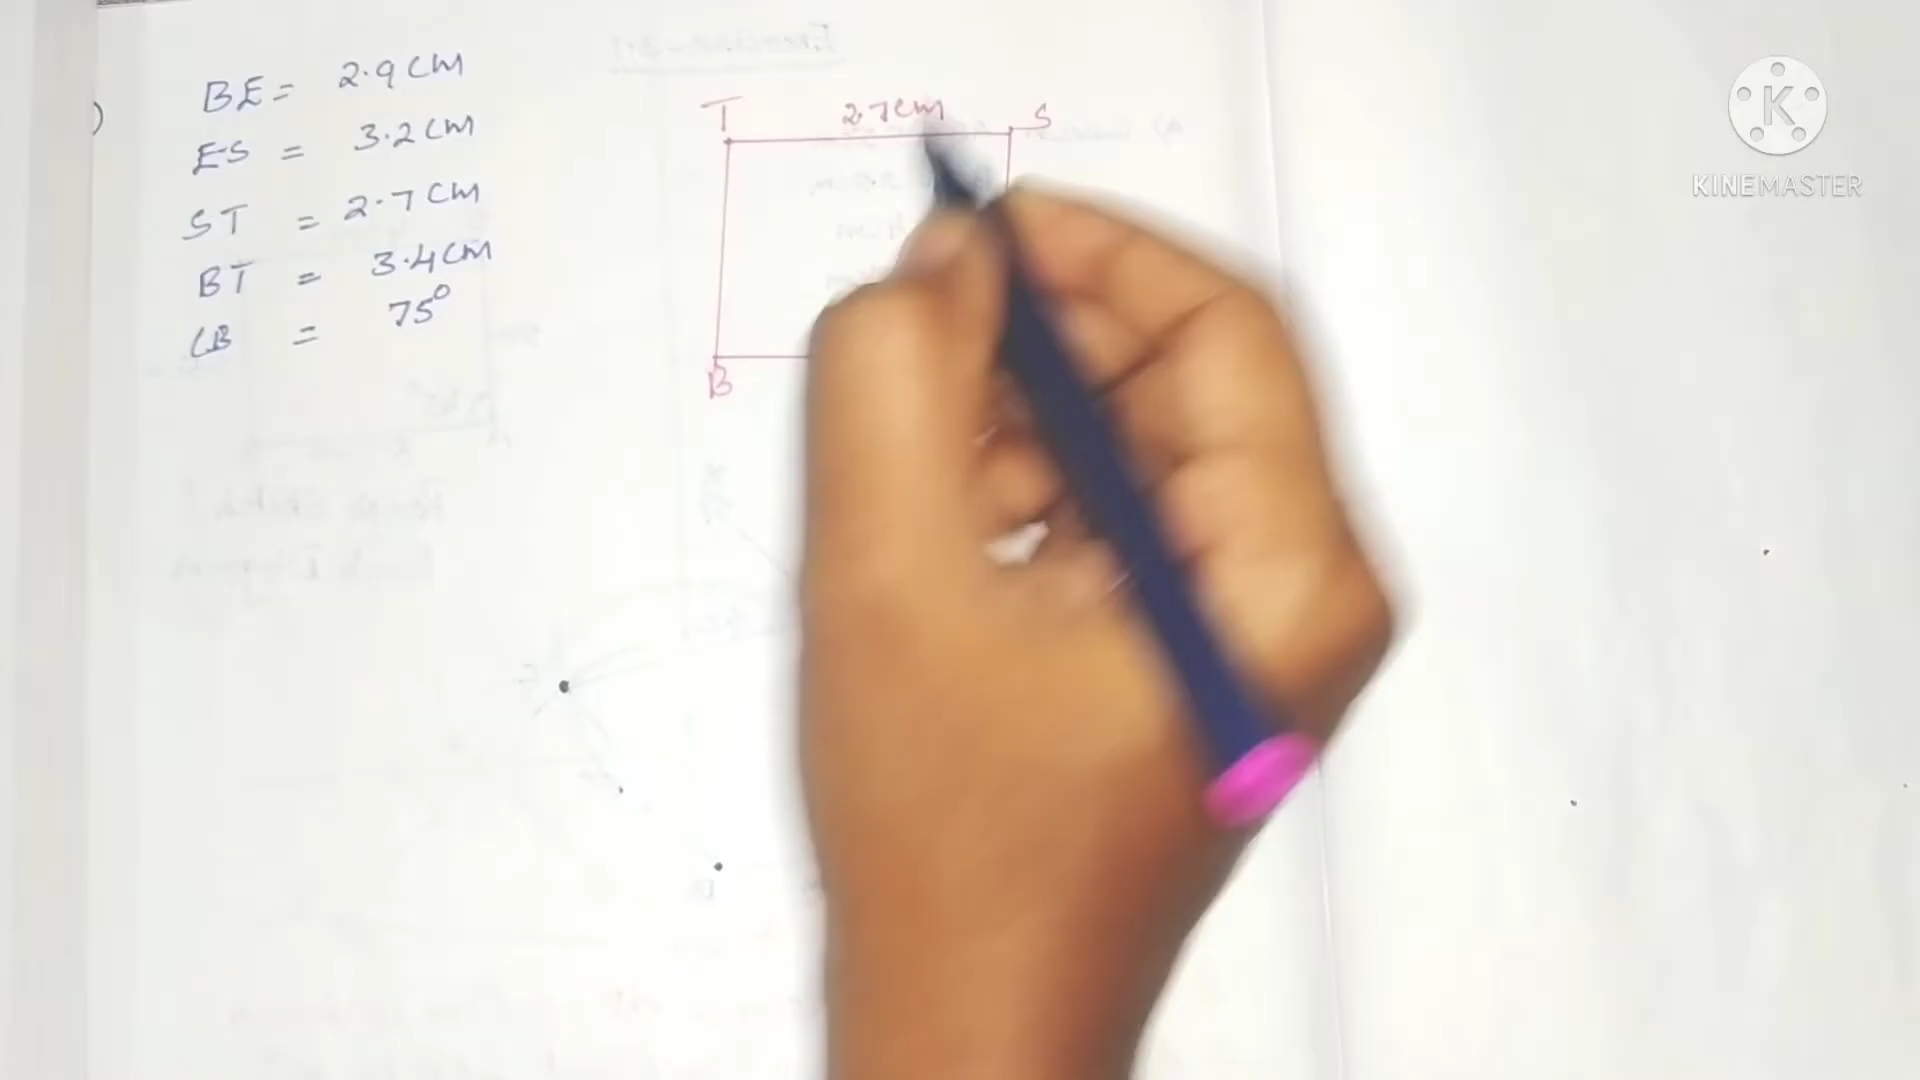 BE = 2.9 CM
ES = 3.2 CM
ST = 2.7 CM
BT = 3.4 CM
∠B = 75°
T 2.7cm S
B
K
KINEMASTER